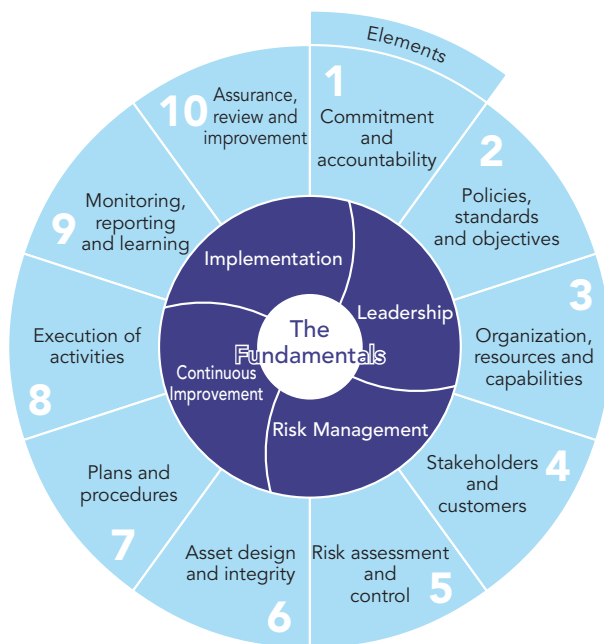 Elements
1
Commitment
and
accountability
2
Policies,
standards
and objectives
3
Organization,
resources and
capabilities
4
Stakeholders
and
customers
5
Risk assessment
and
control
6
Asset design
and integrity
7
Plans and
procedures
8
Execution of
activities
9
Monitoring,
reporting
and learning
10
Assurance,
review and
improvement
The
Fundamentals
Leadership
Risk Management
Continuous
Improvement
Implementation